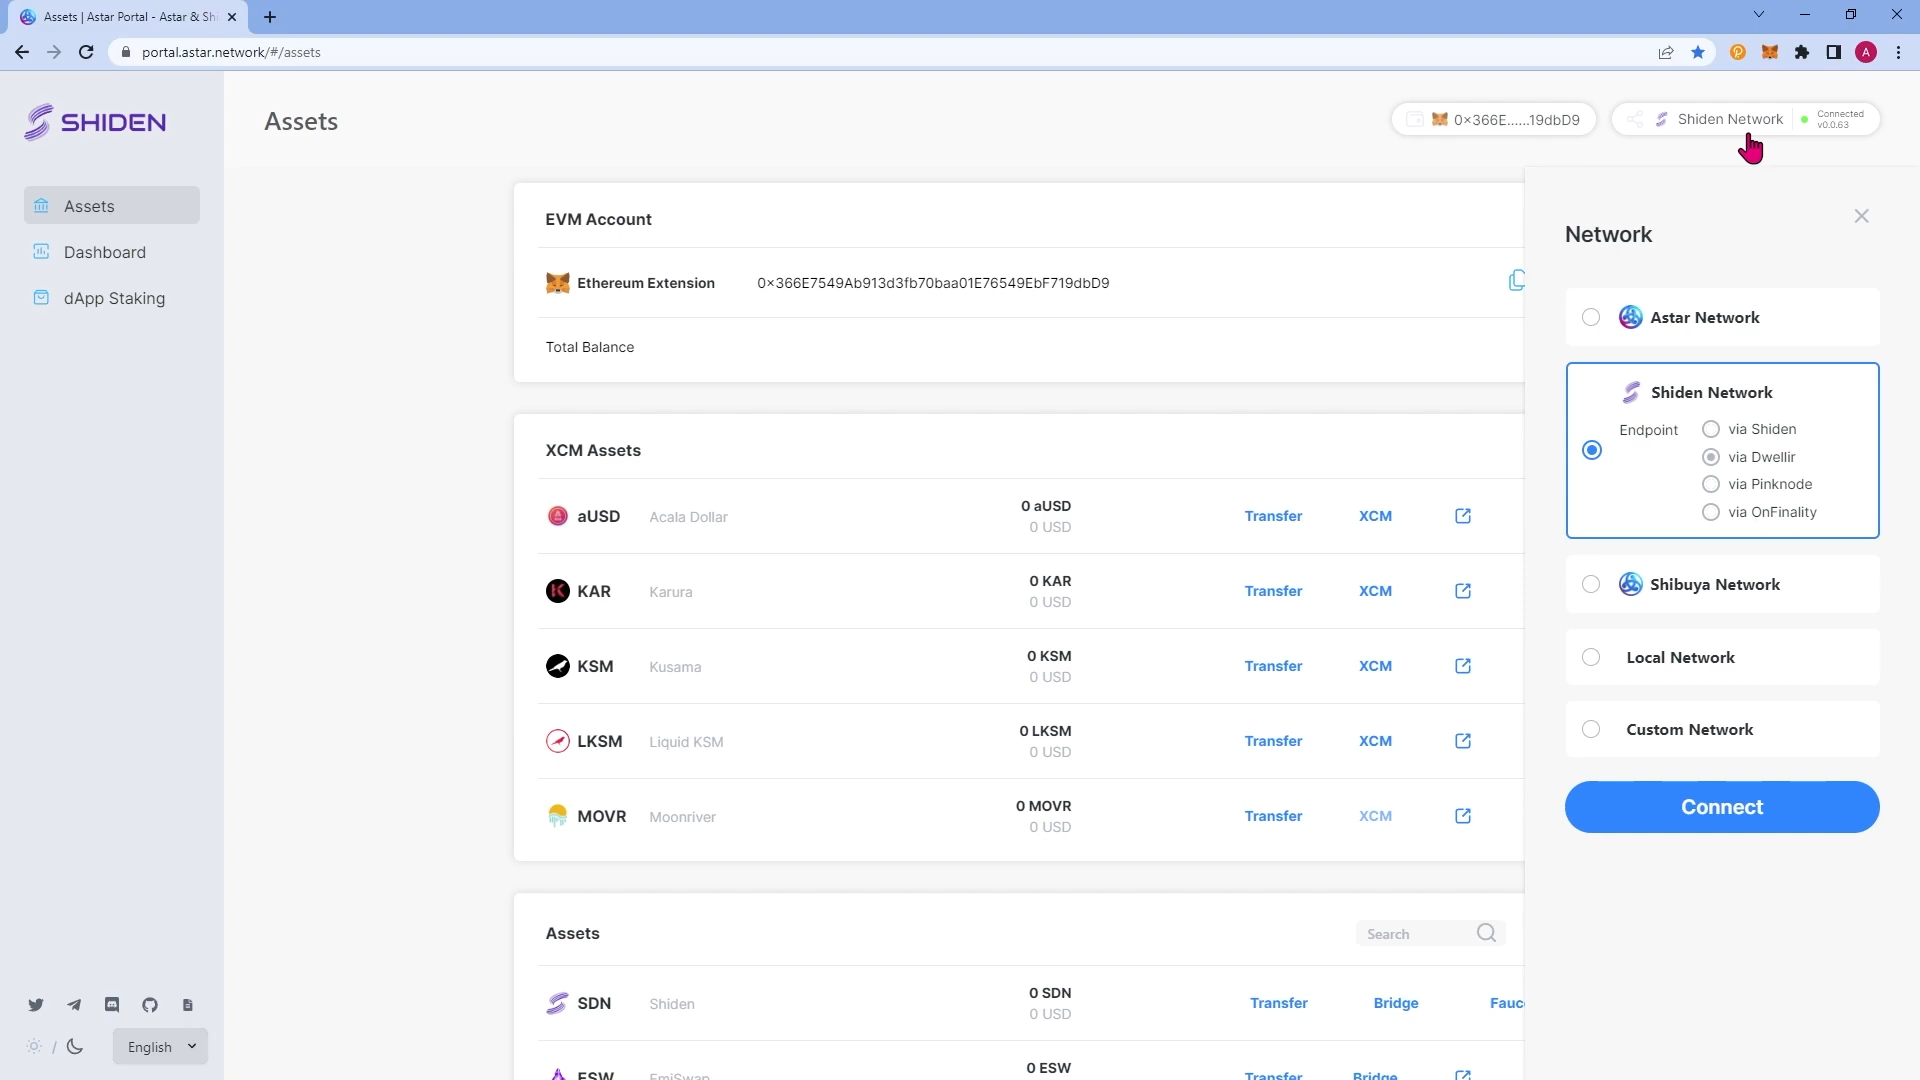 Assets | Astar Portal - Astar & Shi
portal.astar.network/#/assets
A
SHIDEN
Assets
Dashboard
dApp Staking
Assets
0x366E......19dbD9
Shiden Network
Connected
v0.0.63
EVM Account
Ethereum Extension
0x366E7549Ab913d3fb70baa01E76549EbF719dbD9
Total Balance
XCM Assets
aUSD Acala Dollar 0 aUSD Transfer XCM
0 USD
KAR Karura 0 KAR Transfer XCM
0 USD
KSM Kusama 0 KSM Transfer XCM
0 USD
LKSM Liquid KSM 0 LKSM Transfer XCM
0 USD
MOVR Moonriver 0 MOVR Transfer XCM
0 USD
Assets
Search
SDN Shiden 0 SDN Transfer Bridge Fauc
0 USD
ESW EmiSwap 0 ESW Transfer Bridge
Network
Astar Network
Shiden Network
Endpoint
via Shiden
via Dwellir
via Pinknode
via OnFinality
Shibuya Network
Local Network
Custom Network
Connect
/
English